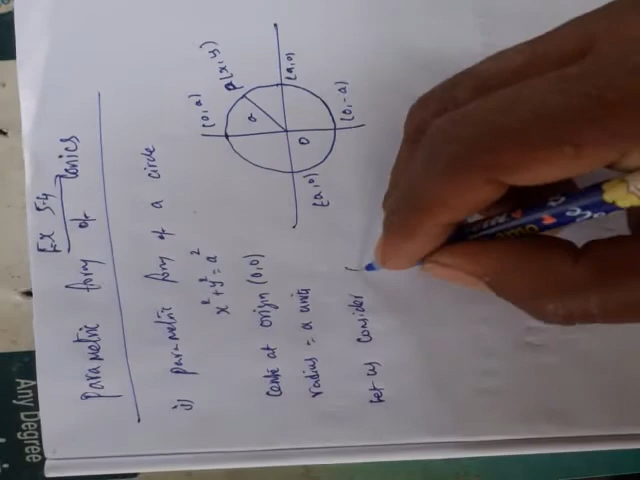 Ex 5.4
parametric form of Conics
i) parametric form of a circle
x² + y² = a²
Centre at origin (0,0)
radius = a units
Let us consider
(0,a)
P(x,y)
a
(a,0)
O
(0,-a)
(a,0)
Any Degree